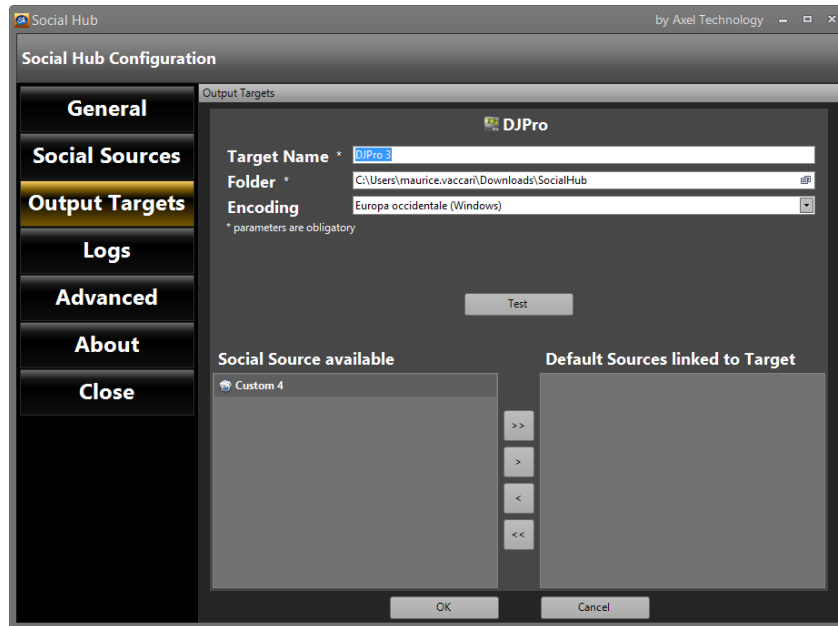 Social Hub
by Axel Technology
Social Hub Configuration
General
Social Sources
Output Targets
Logs
Advanced
About
Close
Output Targets
DJPro
Target Name *
DJPro 3
Folder *
C:\Users\maurice.vaccari\Downloads\SocialHub
Encoding
Europa occidentale (Windows)
* parameters are obligatory
Test
Social Source available
Default Sources linked to Target
Custom 4
>>
>
<
<<
OK
Cancel